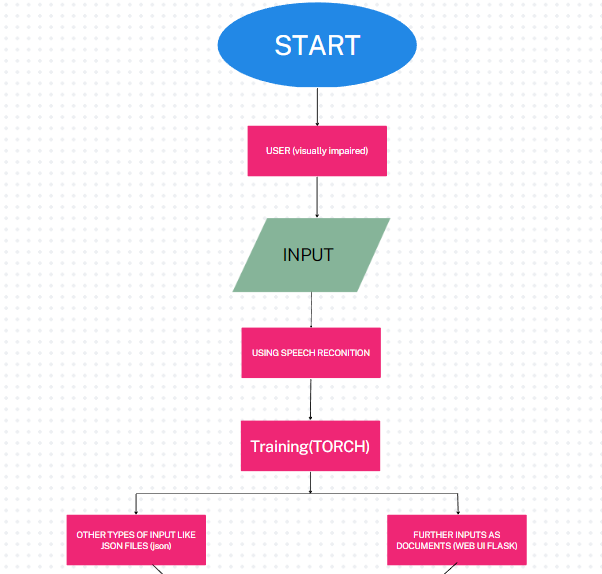 START
USER (visually impaired)
INPUT
USING SPEECH RECONITION
Training(TORCH)
OTHER TYPES OF INPUT LIKE
JSON FILES (json)
FURTHER INPUTS AS
DOCUMENTS (WEB UI FLASK)